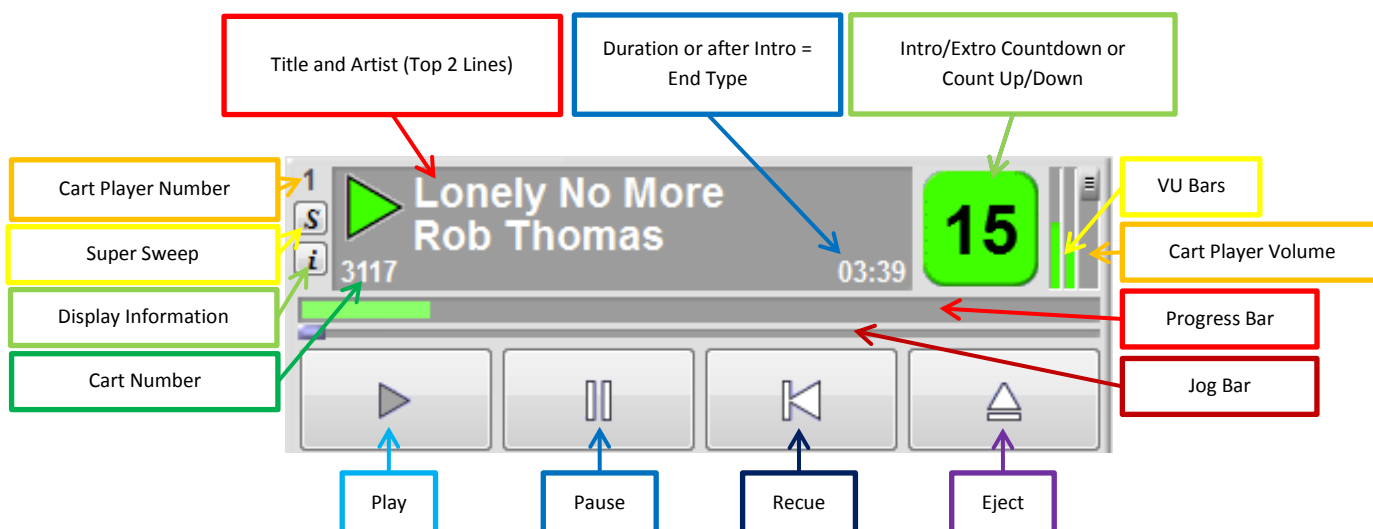 Title and Artist (Top 2 Lines)
Duration or after Intro =
End Type
Intro/Extro Countdown or
Count Up/Down
Cart Player Number
Super Sweep
Display Information
Cart Number
1
S
i
Lonely No More
Rob Thomas
3117
03:39
15
VU Bars
Cart Player Volume
Progress Bar
Jog Bar
Play
Pause
Recue
Eject